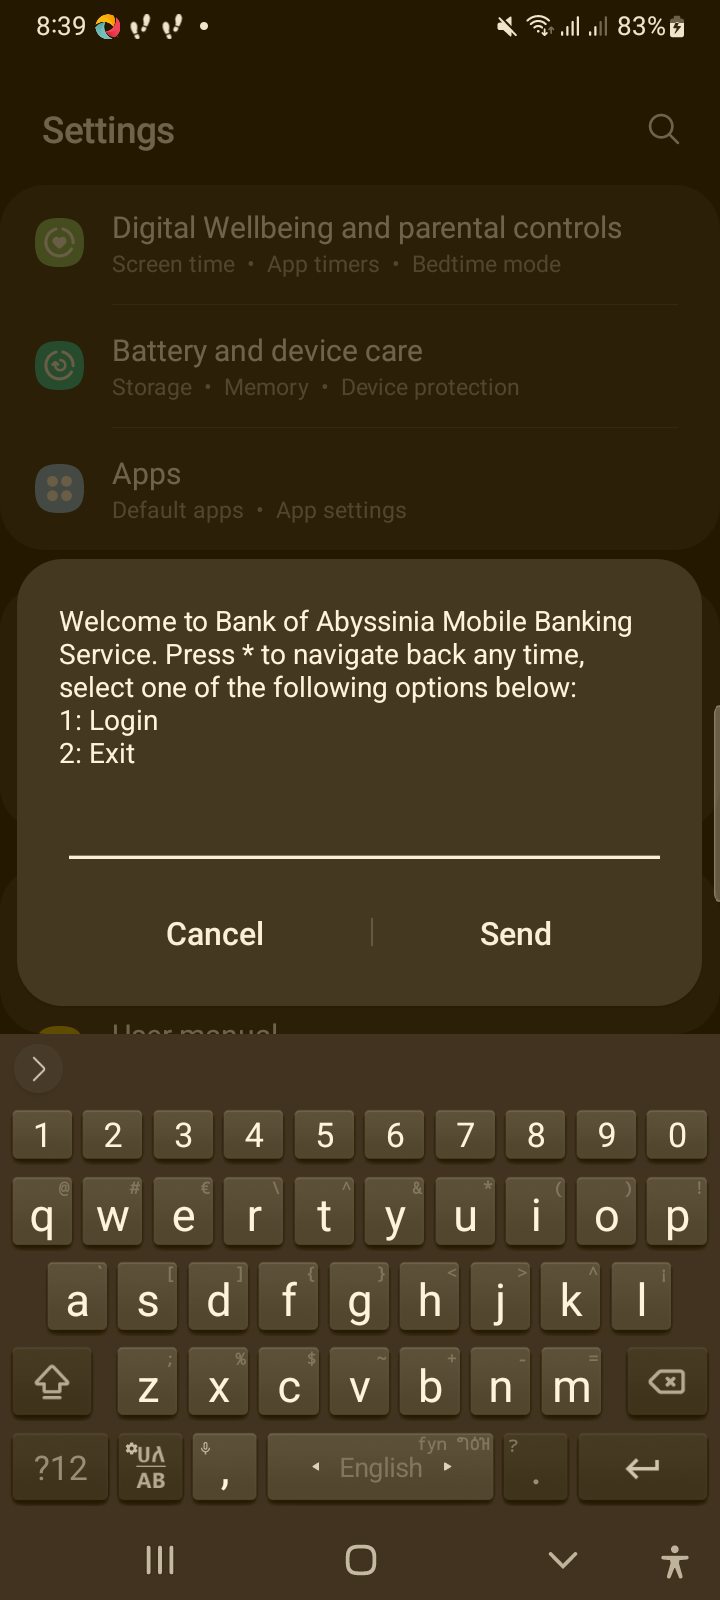 8:39 83%
Settings
Digital Wellbeing and parental controls
Screen time • App timers • Bedtime mode
Battery and device care
Storage • Memory • Device protection
Apps
Default apps • App settings
Welcome to Bank of Abyssinia Mobile Banking
Service. Press * to navigate back any time,
select one of the following options below:
1: Login
2: Exit
Cancel Send
User manual
1 2 3 4 5 6 7 8 9 0
@ # € \ ^ & * ( ) !
q w e r t y u i o p
` [ ] { } < > ^ ¡
a s d f g h j k l
; % $ ~ + - =
z x c v b n m
fyn ግዕዝ ?
?12 AB , English .